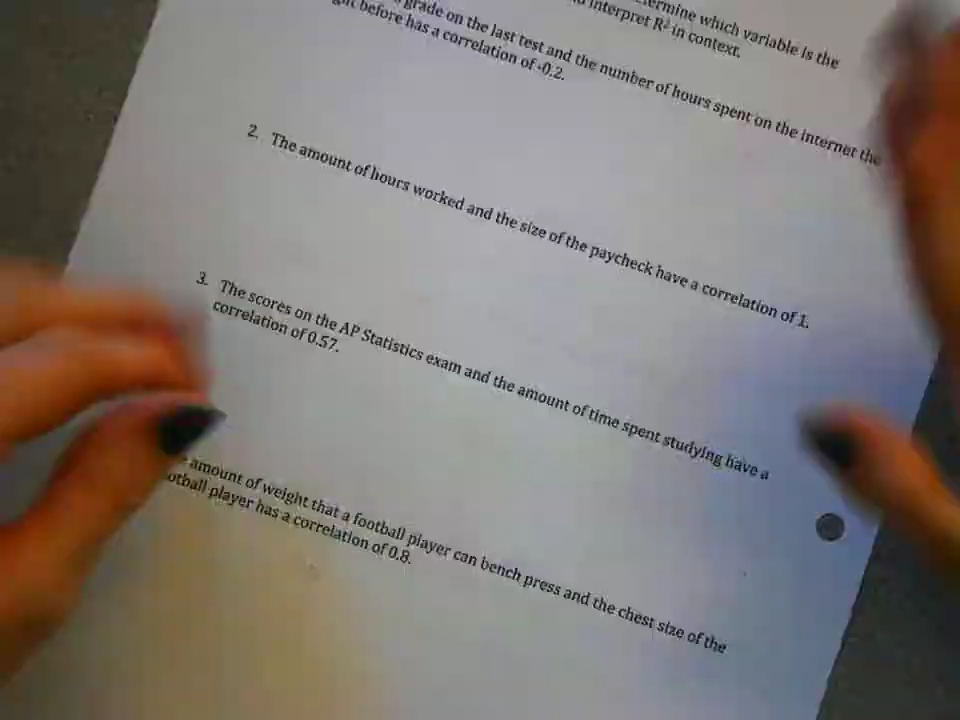 termine which variable is the
interpret R² in context.
grade on the last test and the number of hours spent on the internet the
before has a correlation of -0.2.
2. The amount of hours worked and the size of the paycheck have a correlation of 1.
3. The scores on the AP Statistics exam and the amount of time spent studying have a
correlation of 0.57.
amount of weight that a football player can bench press and the chest size of the
otball player has a correlation of 0.8.